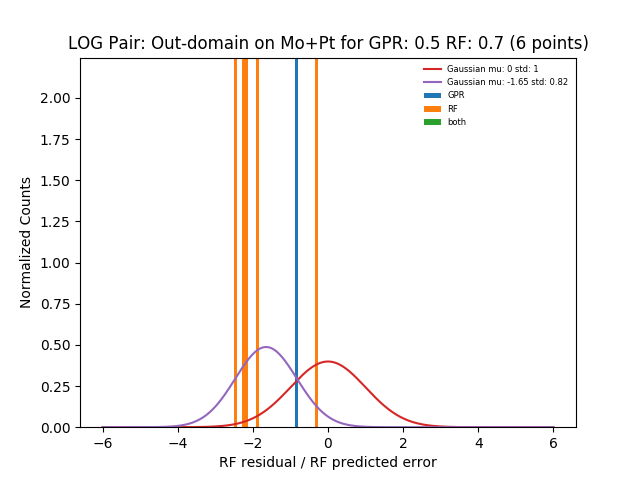 LOG Pair: Out-domain on Mo+Pt for GPR: 0.5 RF: 0.7 (6 points)
Gaussian mu: 0 std: 1
Gaussian mu: -1.65 std: 0.82
GPR
RF
both
Normalized Counts
2.00
1.75
1.50
1.25
1.00
0.75
0.50
0.25
0.00
−6 −4 −2 0 2 4 6
RF residual / RF predicted error